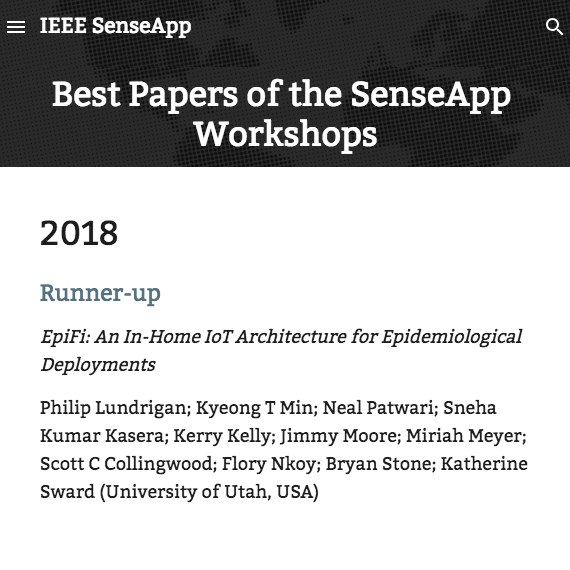 IEEE SenseApp
Best Papers of the SenseApp
Workshops
2018
Runner-up
EpiFi: An In-Home IoT Architecture for Epidemiological
Deployments
Philip Lundrigan; Kyeong T Min; Neal Patwari; Sneha
Kumar Kasera; Kerry Kelly; Jimmy Moore; Miriah Meyer;
Scott C Collingwood; Flory Nkoy; Bryan Stone; Katherine
Sward (University of Utah, USA)